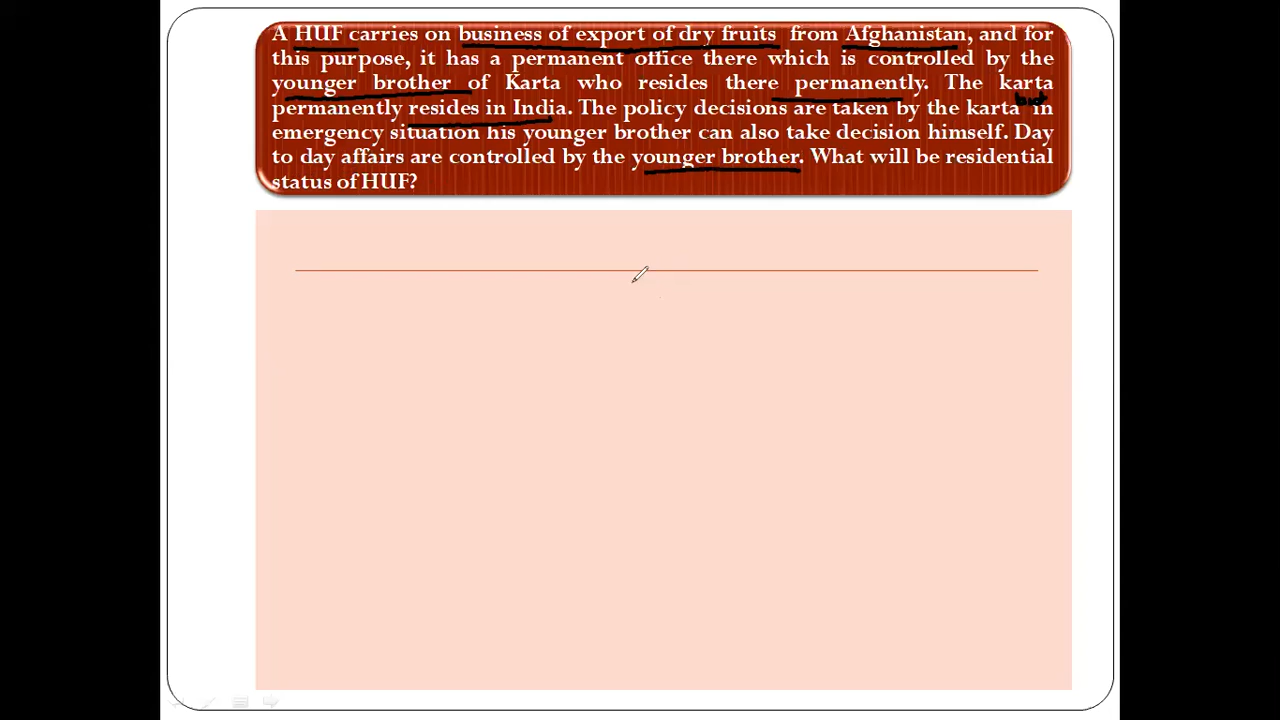 A HUF carries on business of export of dry fruits from Afghanistan, and for
this purpose, it has a permanent office there which is controlled by the
younger brother of Karta who resides there permanently. The karta
permanently resides in India. The policy decisions are taken by the karta but in
emergency situation his younger brother can also take decision himself. Day
to day affairs are controlled by the younger brother. What will be residential
status of HUF?